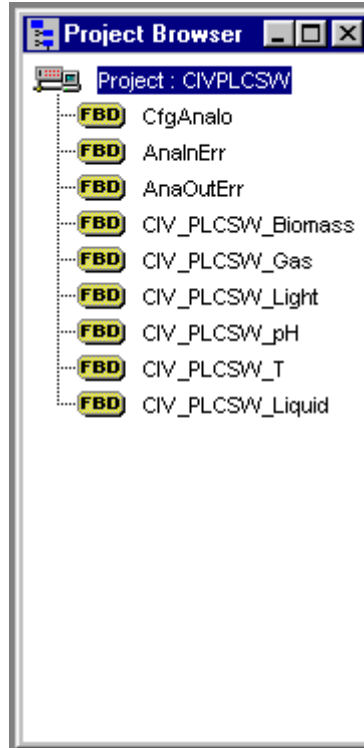 Project Browser
Project : CIVPLCSW
FBD CfgAnalo
FBD AnaInErr
FBD AnaOutErr
FBD CIV_PLCSW_Biomass
FBD CIV_PLCSW_Gas
FBD CIV_PLCSW_Light
FBD CIV_PLCSW_pH
FBD CIV_PLCSW_T
FBD CIV_PLCSW_Liquid